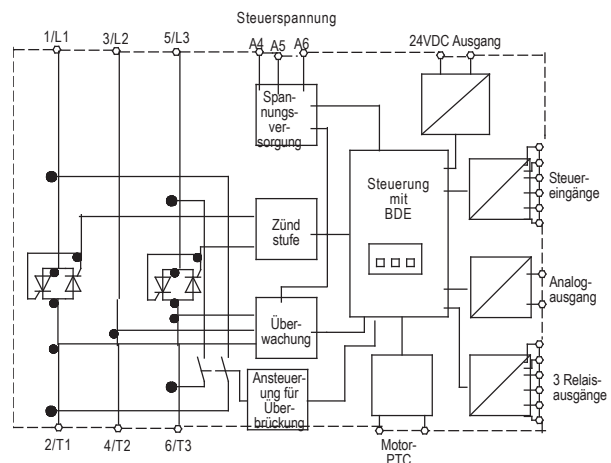 Steuerspannung
1/L1
3/L2
5/L3
A4
A5
A6
24VDC Ausgang
Span-
nungs-
ver-
sorgung
Steuerung
mit
BDE
Steuer-
eingänge
Zünd
stufe
Analog-
ausgang
Über-
wachung
Ansteuer-
ung für
Über-
brückung
3 Relais-
ausgänge
2/T1
4/T2
6/T3
Motor-
PTC